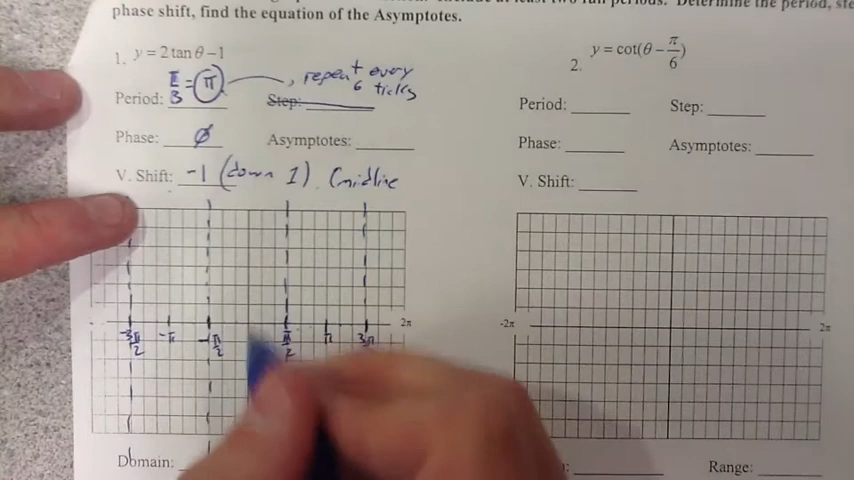 phase shift, find the equation of the Asymptotes.
1. y = 2 tan θ − 1
π = π , repeat every
B 6 ticks
Period: Step:
Phase: ∅ Asymptotes:
V. Shift: -1 (down 1). (midline
-3π/2 -π -π/2 π/2 π 3π 2π
Domain:
2. y = cot(θ − π/6)
Period: Step:
Phase: Asymptotes:
V. Shift:
-2π 2π
Range: